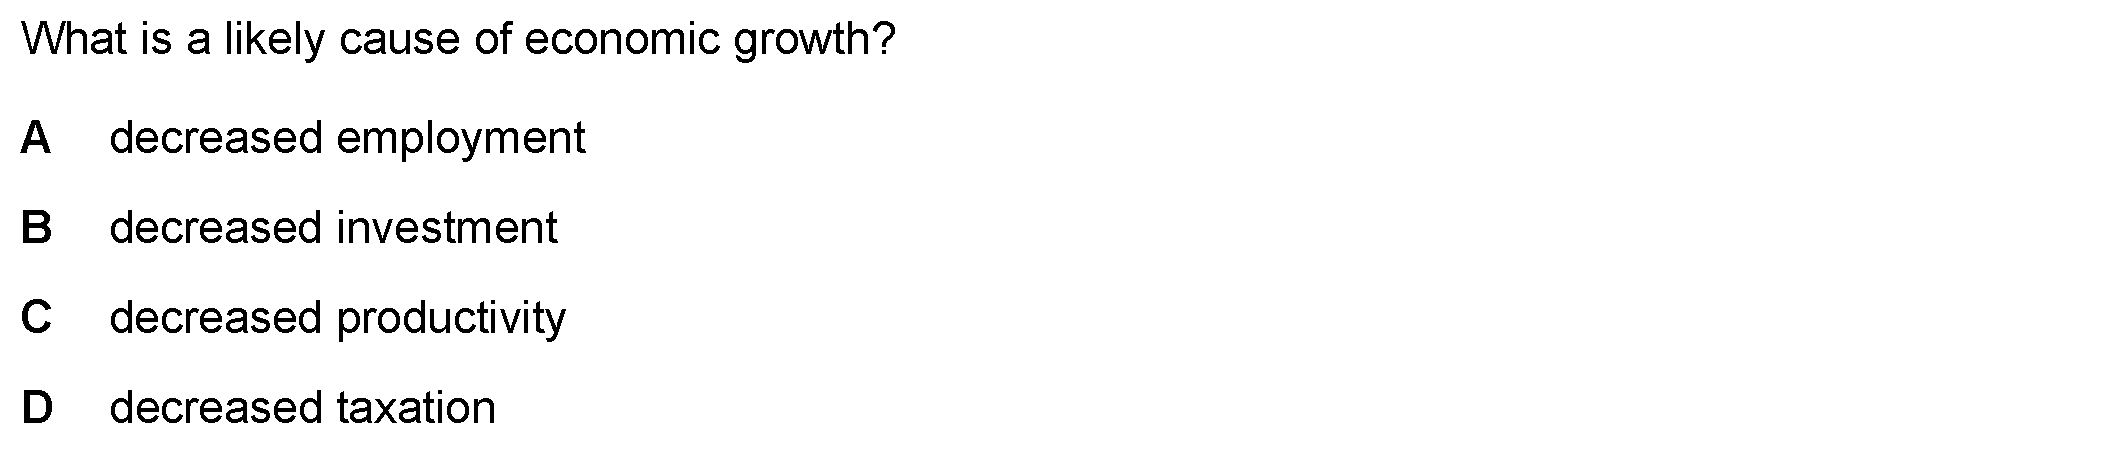 What is a likely cause of economic growth?
A decreased employment
B decreased investment
C decreased productivity
D decreased taxation